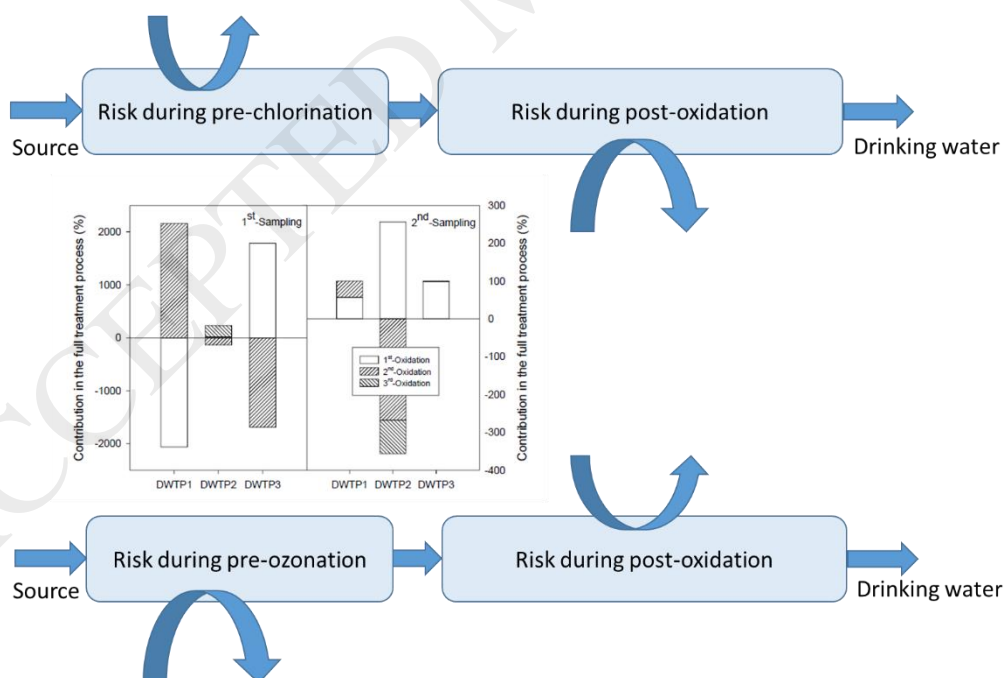 Risk during pre-chlorination
Risk during post-oxidation
Source
Drinking water
Contribution in the full treatment process (%)
2000
1000
0
-1000
-2000
1st-Sampling
2nd-Sampling
1st-Oxidation
2nd-Oxidation
3rd-Oxidation
300
200
100
0
-100
-200
-300
-400
Contribution in the full treatment process (%)
DWTP1 DWTP2 DWTP3 DWTP1 DWTP2 DWTP3
Risk during pre-ozonation
Risk during post-oxidation
Source
Drinking water